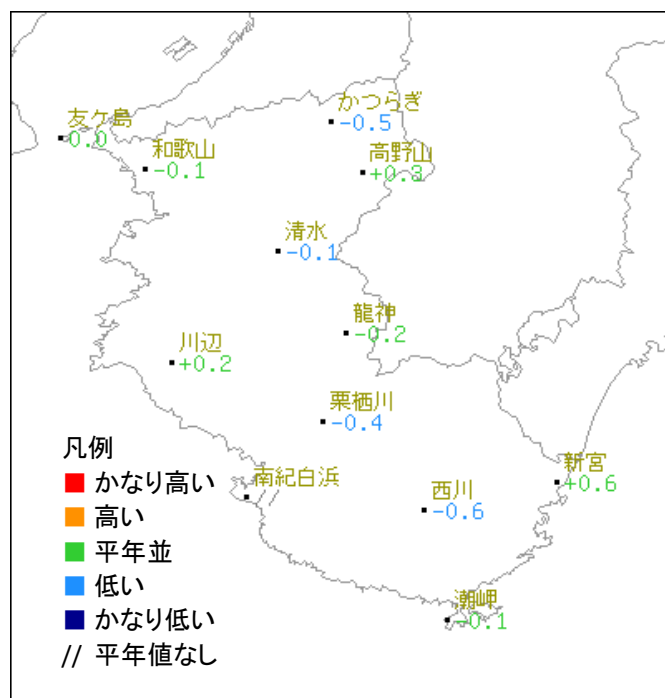 友ケ島
0.0
和歌山
-0.1
かつらぎ
-0.5
高野山
+0.3
清水
-0.1
龍神
-0.2
川辺
+0.2
栗栖川
-0.4
南紀白浜
//
西川
-0.6
新宮
+0.6
潮岬
-0.1
凡例
かなり高い
高い
平年並
低い
かなり低い
// 平年値なし